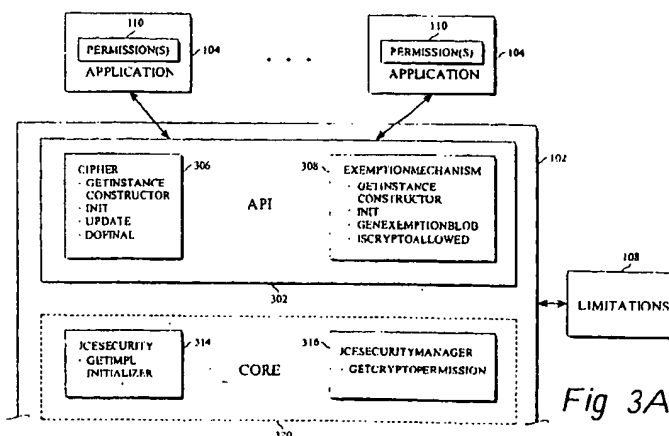 110
PERMISSION(S)
APPLICATION
104
. . .
110
PERMISSION(S)
APPLICATION
104
102
CIPHER
· GETINSTANCE
CONSTRUCTOR
· INIT
· UPDATE
· DOFINAL
306
API
308
EXEMPTIONMECHANISM
· GETINSTANCE
CONSTRUCTOR
· INIT
· GENEXEMPTIONBLOB
· ISCRYPTOALLOWED
302
108
LIMITATIONS
JCESECURITY
· GETIMPL
INITIALIZER
314
CORE
316
JCESECURITYMANAGER
· GETCRYPTOPERMISSION
320
Fig 3A